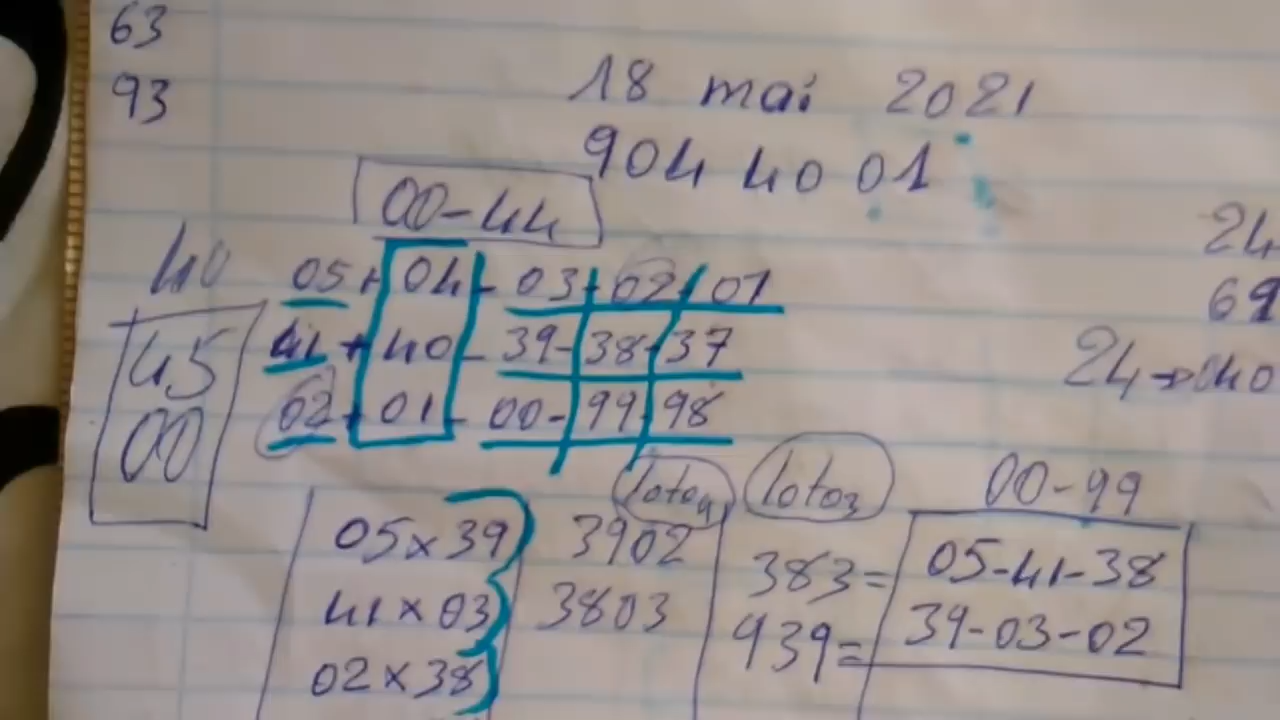 63
93
18 mai 2021
904 40 01
00-44
40 05+04-03+02+01
45 41+40-39-38-37
00 02+01-00-99-98
24
69
24→040
loto4 loto3 00-99
05x39 3902 383= 05-41-38
41x03 3803 939= 39-03-02
02x38